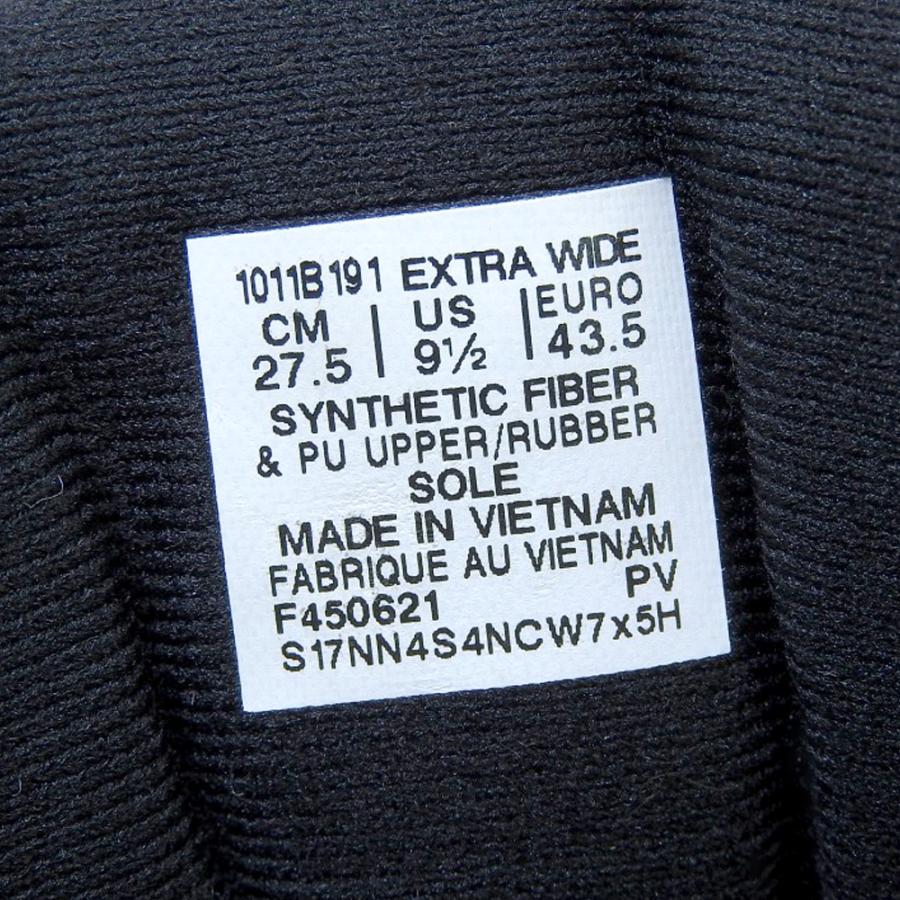 1011B191 EXTRA WIDE
CM | US | EURO
27.5 | 9½ | 43.5
SYNTHETIC FIBER
& PU UPPER/RUBBER
SOLE
MADE IN VIETNAM
FABRIQUE AU VIETNAM
F450621 PV
S17NN4S4NCW7x5H